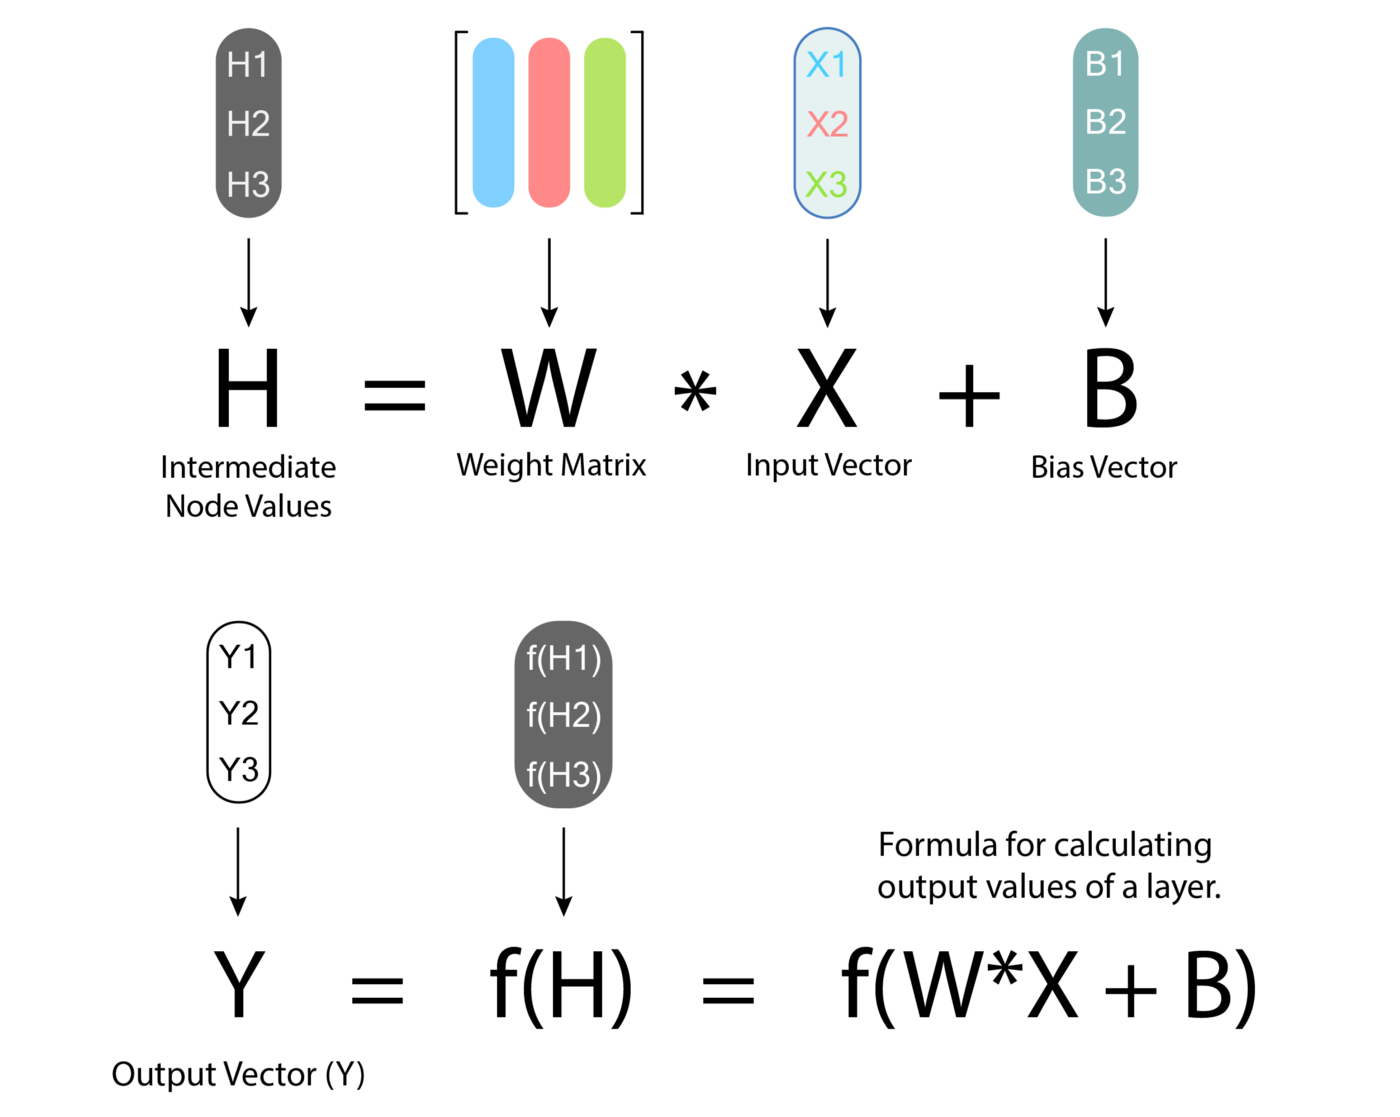 H1
H2
H3
X1
X2
X3
B1
B2
B3
H = W * X + B
Intermediate
Node Values
Weight Matrix
Input Vector
Bias Vector
Y1
Y2
Y3
f(H1)
f(H2)
f(H3)
Formula for calculating
output values of a layer.
Y = f(H) = f(W*X + B)
Output Vector (Y)